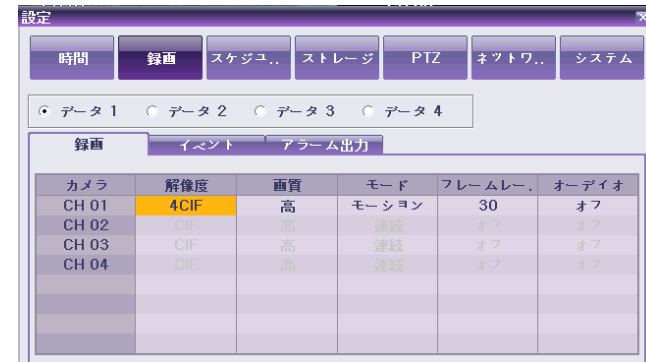 設定
時間 録画 スケジュ.. ストレージ PTZ ネットワ.. システム
データ 1 データ 2 データ 3 データ 4
録画 イベント アラーム出力
カメラ 解像度 画質 モード フレームレー. オーディオ
CH 01 4CIF 高 モーション 30 オフ
CH 02 CIF 高 連続 オフ オフ
CH 03 CIF 高 連続 オフ オフ
CH 04 CIF 高 連続 オフ オフ